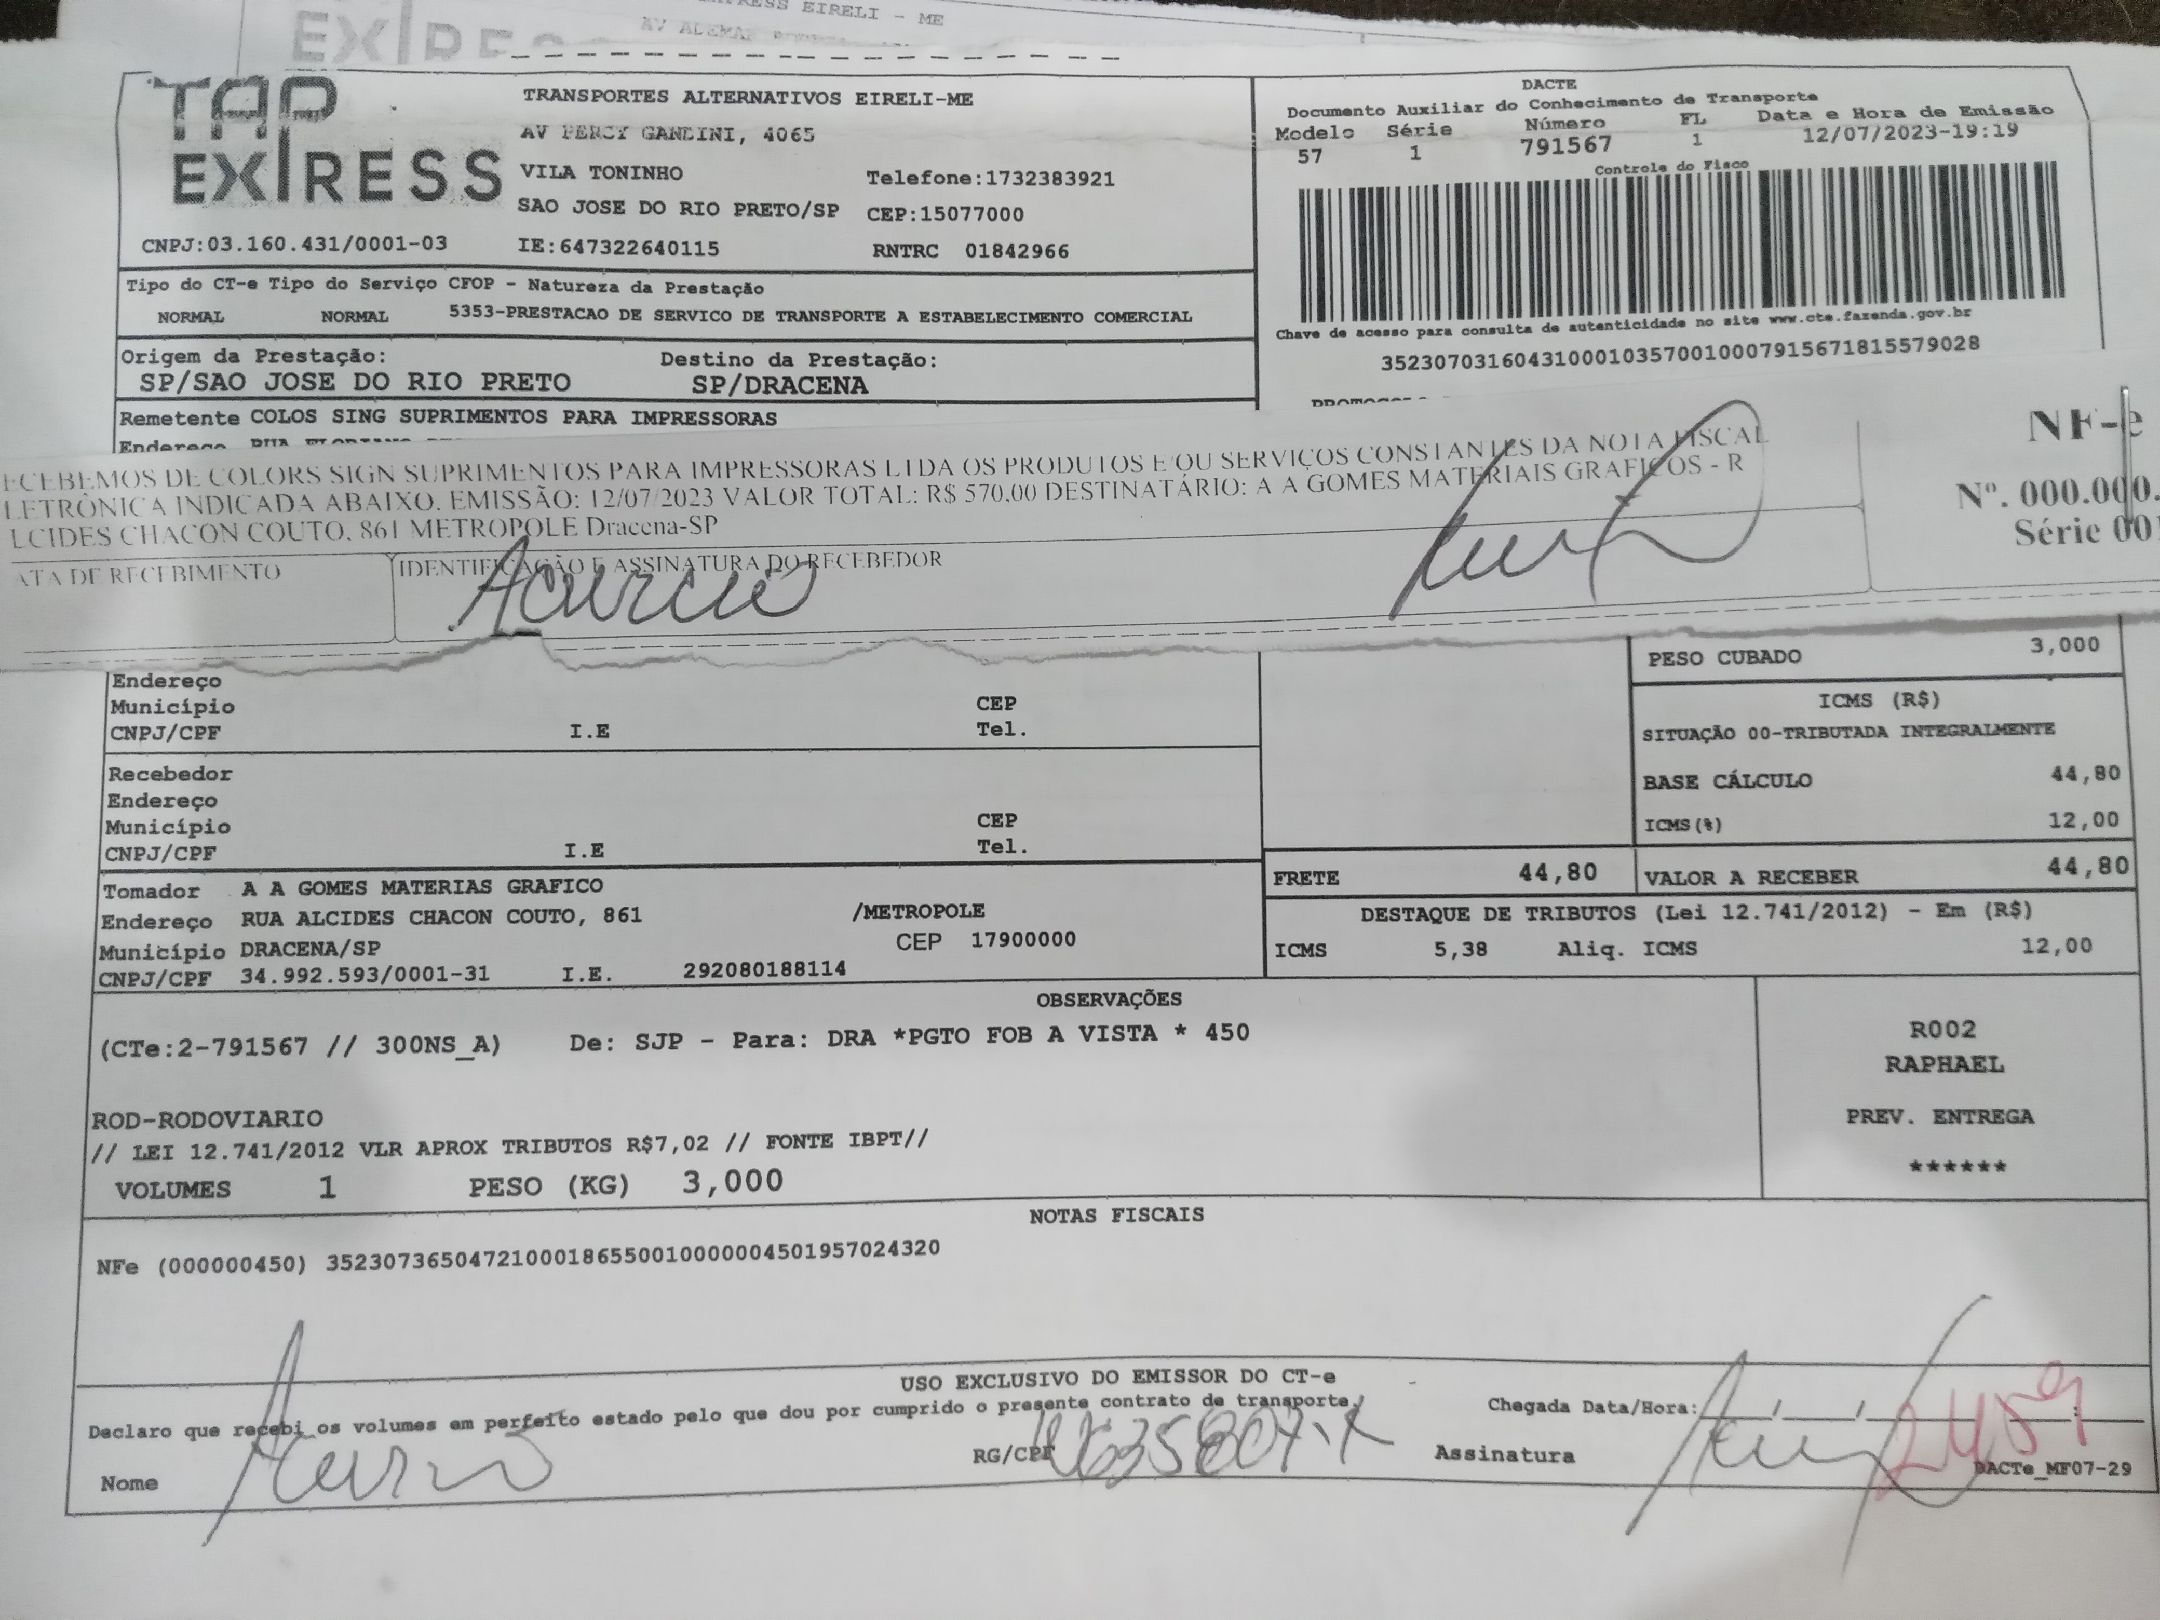 EXPRESS EIRELI - ME
TAP EXPRESS
TRANSPORTES ALTERNATIVOS EIRELI-ME
AV PERCY GANDINI, 4065
VILA TONINHO Telefone:1732383921
SAO JOSE DO RIO PRETO/SP CEP:15077000
CNPJ:03.160.431/0001-03 IE:647322640115 RNTRC 01842966
DACTE
Documento Auxiliar do Conhecimento de Transporte
Modelo Série Número FL Data e Hora de Emissão
57 1 791567 1 12/07/2023-19:19
Controle do Fisco
Chave de acesso para consulta de autenticidade no site www.cte.fazenda.gov.br
35230703160431000103570010007915671815579028
Tipo do CT-e Tipo do Serviço CFOP - Natureza da Prestação
NORMAL NORMAL 5353-PRESTACAO DE SERVICO DE TRANSPORTE A ESTABELECIMENTO COMERCIAL
Origem da Prestação: Destino da Prestação:
SP/SAO JOSE DO RIO PRETO SP/DRACENA
Remetente COLOS SING SUPRIMENTOS PARA IMPRESSORAS
Endereço RUA
ECEBEMOS DE COLORS SIGN SUPRIMENTOS PARA IMPRESSORAS LTDA OS PRODUTOS E/OU SERVIÇOS CONSTANTES DA NOTA FISCAL
LETRÔNICA INDICADA ABAIXO. EMISSÃO: 12/07/2023 VALOR TOTAL: R$ 570,00 DESTINATÁRIO: A A GOMES MATERIAIS GRAFICOS - R
LCIDES CHACON COUTO, 861 METROPOLE Dracena-SP
ATA DE RECEBIMENTO IDENTIFICAÇÃO E ASSINATURA DO RECEBEDOR
NF-e
Nº. 000.000.
Série 001
PESO CUBADO 3,000
Endereço
Município CEP
CNPJ/CPF I.E Tel.
ICMS (R$)
SITUAÇÃO 00-TRIBUTADA INTEGRALMENTE
BASE CÁLCULO 44,80
ICMS(%) 12,00
Recebedor
Endereço
Município CEP
CNPJ/CPF I.E Tel.
FRETE 44,80 VALOR A RECEBER 44,80
Tomador A A GOMES MATERIAS GRAFICO
Endereço RUA ALCIDES CHACON COUTO, 861 /METROPOLE
Município DRACENA/SP CEP 17900000
CNPJ/CPF 34.992.593/0001-31 I.E. 292080188114
DESTAQUE DE TRIBUTOS (Lei 12.741/2012) - Em (R$)
ICMS 5,38 Aliq. ICMS 12,00
OBSERVAÇÕES
(CTe:2-791567 // 300NS_A) De: SJP - Para: DRA *PGTO FOB A VISTA * 450
ROD-RODOVIARIO
// LEI 12.741/2012 VLR APROX TRIBUTOS R$7,02 // FONTE IBPT//
VOLUMES 1 PESO (KG) 3,000
R002
RAPHAEL
PREV. ENTREGA
******
NOTAS FISCAIS
NFe (000000450) 35230736504721000186550010000004501957024320
USO EXCLUSIVO DO EMISSOR DO CT-e
Declaro que recebi os volumes em perfeito estado pelo que dou por cumprido o presente contrato de transporte.
Chegada Data/Hora: / / :
Nome RG/CPF Assinatura
DACTe_MF07-29